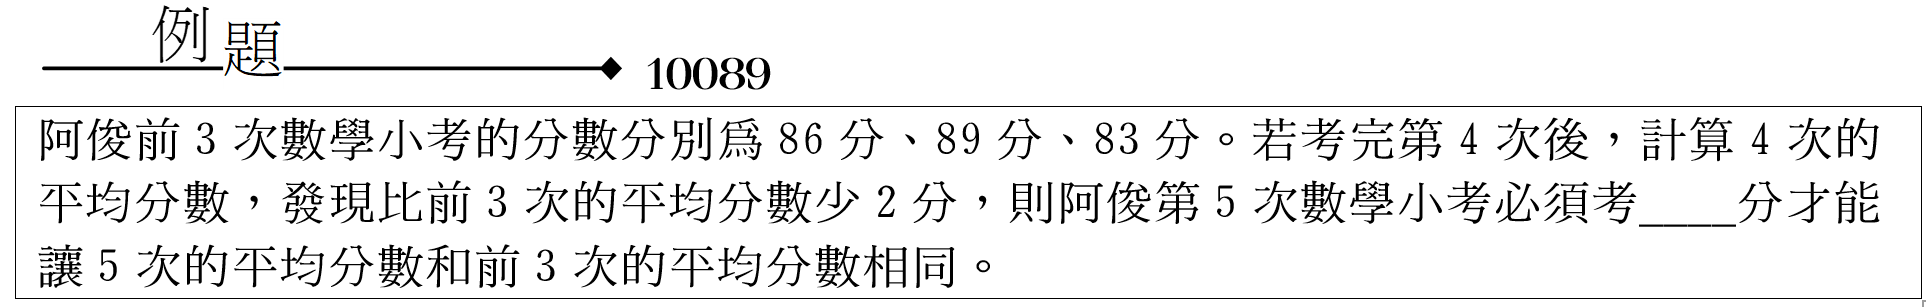 例題
10089
阿俊前 3 次數學小考的分數分別爲 86 分、89 分、83 分。若考完第 4 次後，計算 4 次的
平均分數，發現比前 3 次的平均分數少 2 分，則阿俊第 5 次數學小考必須考____分才能
讓 5 次的平均分數和前 3 次的平均分數相同。